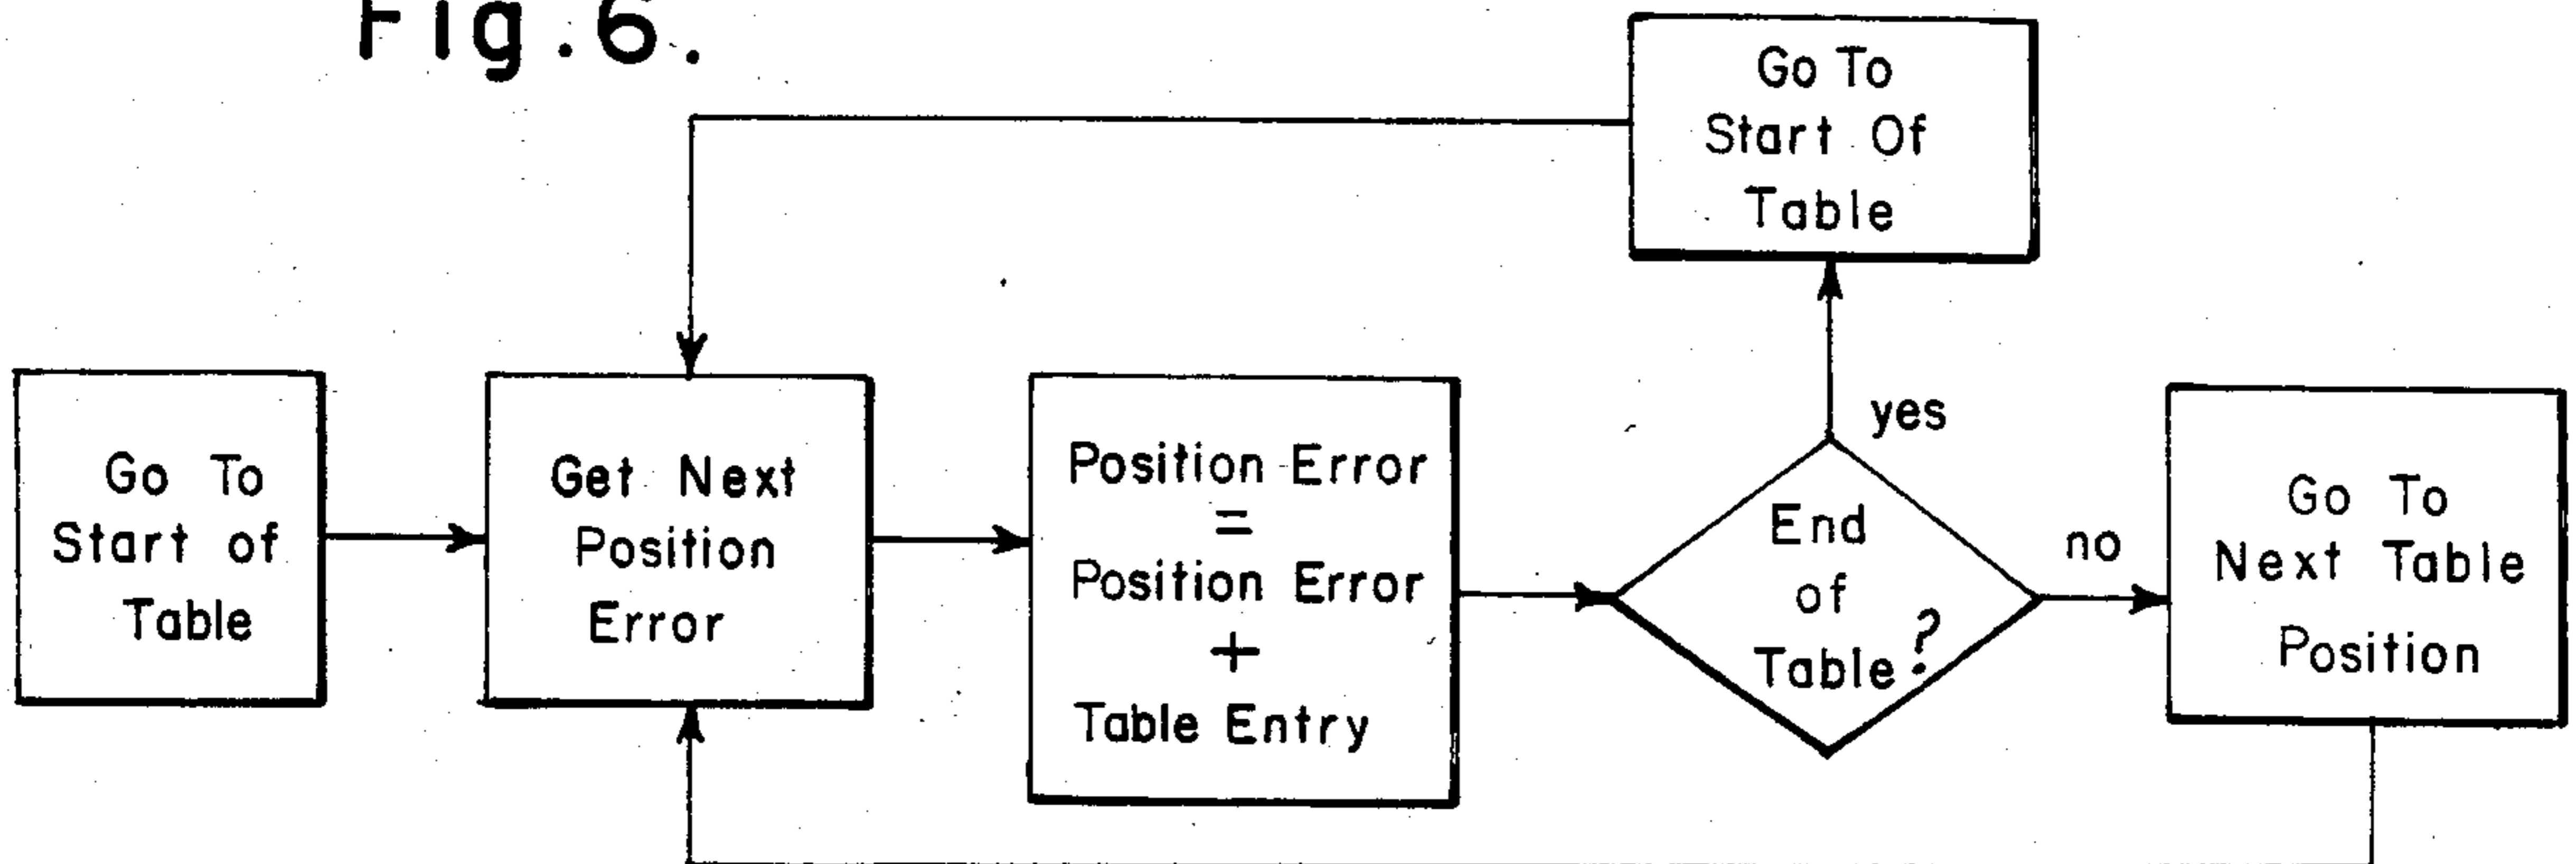 Fig.6.
Go To
Start Of
Table
Go To
Start of
Table
Get Next
Position
Error
Position Error
=
Position Error
+
Table Entry
yes
End
of
Table?
no
Go To
Next Table
Position